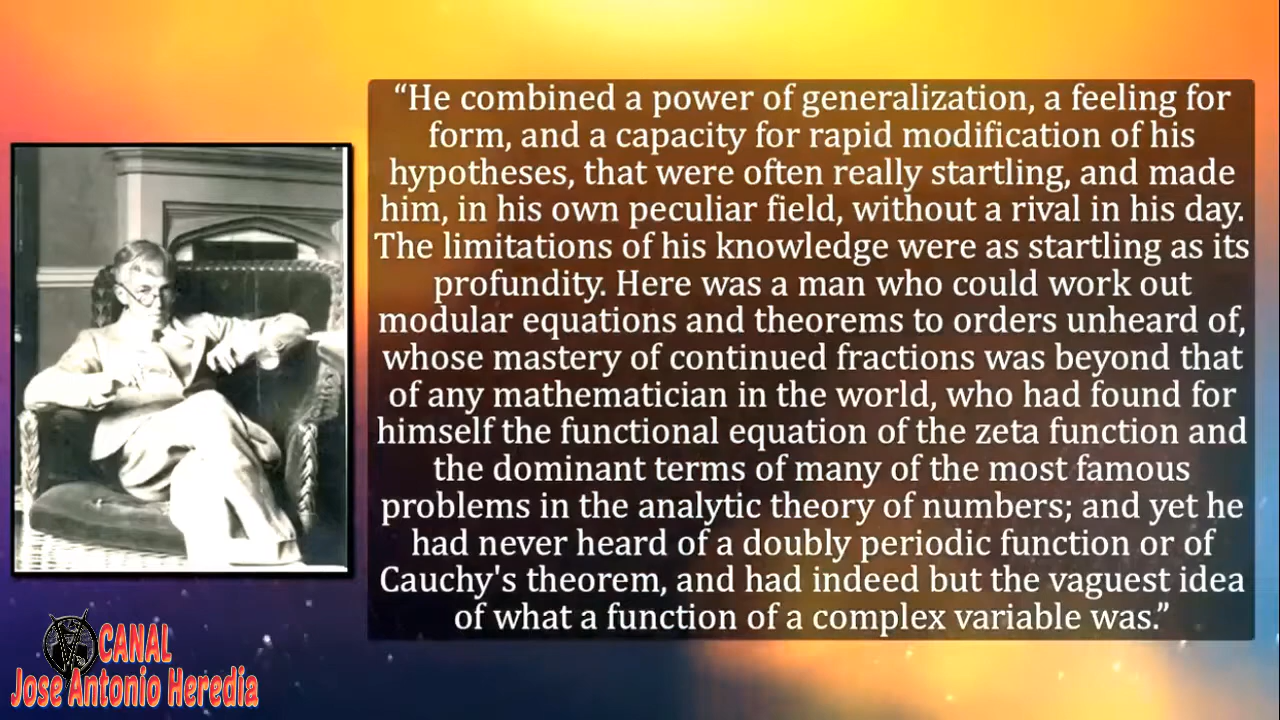 “He combined a power of generalization, a feeling for
form, and a capacity for rapid modification of his
hypotheses, that were often really startling, and made
him, in his own peculiar field, without a rival in his day.
The limitations of his knowledge were as startling as its
profundity. Here was a man who could work out
modular equations and theorems to orders unheard of,
whose mastery of continued fractions was beyond that
of any mathematician in the world, who had found for
himself the functional equation of the zeta function and
the dominant terms of many of the most famous
problems in the analytic theory of numbers; and yet he
had never heard of a doubly periodic function or of
Cauchy's theorem, and had indeed but the vaguest idea
of what a function of a complex variable was.”
CANAL
Jose Antonio Heredia